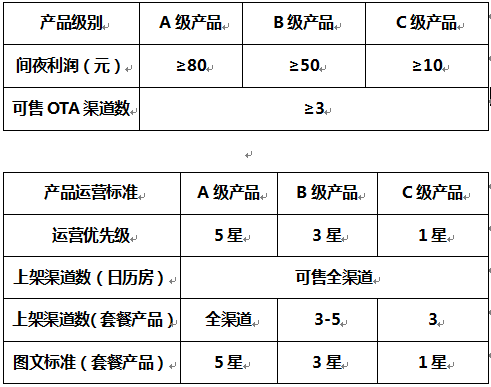 产品级别 A 级产品 B 级产品 C 级产品
间夜利润（元） ≥80 ≥50 ≥10
可售 OTA 渠道数 ≥3
产品运营标准 A 级产品 B 级产品 C 级产品
运营优先级 5 星 3 星 1 星
上架渠道数（日历房） 可售全渠道
上架渠道数（套餐产品） 全渠道 3-5 3
图文标准（套餐产品） 5 星 3 星 1 星